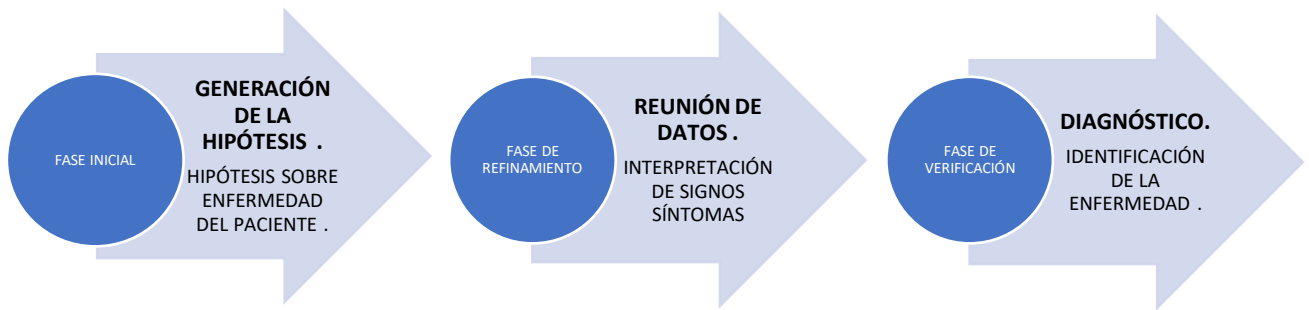 FASE INICIAL
GENERACIÓN
DE LA
HIPÓTESIS .
HIPÓTESIS SOBRE
ENFERMEDAD
DEL PACIENTE .
FASE DE
REFINAMIENTO
REUNIÓN DE
DATOS .
INTERPRETACIÓN
DE SIGNOS
SÍNTOMAS
FASE DE
VERIFICACIÓN
DIAGNÓSTICO.
IDENTIFICACIÓN
DE LA
ENFERMEDAD .